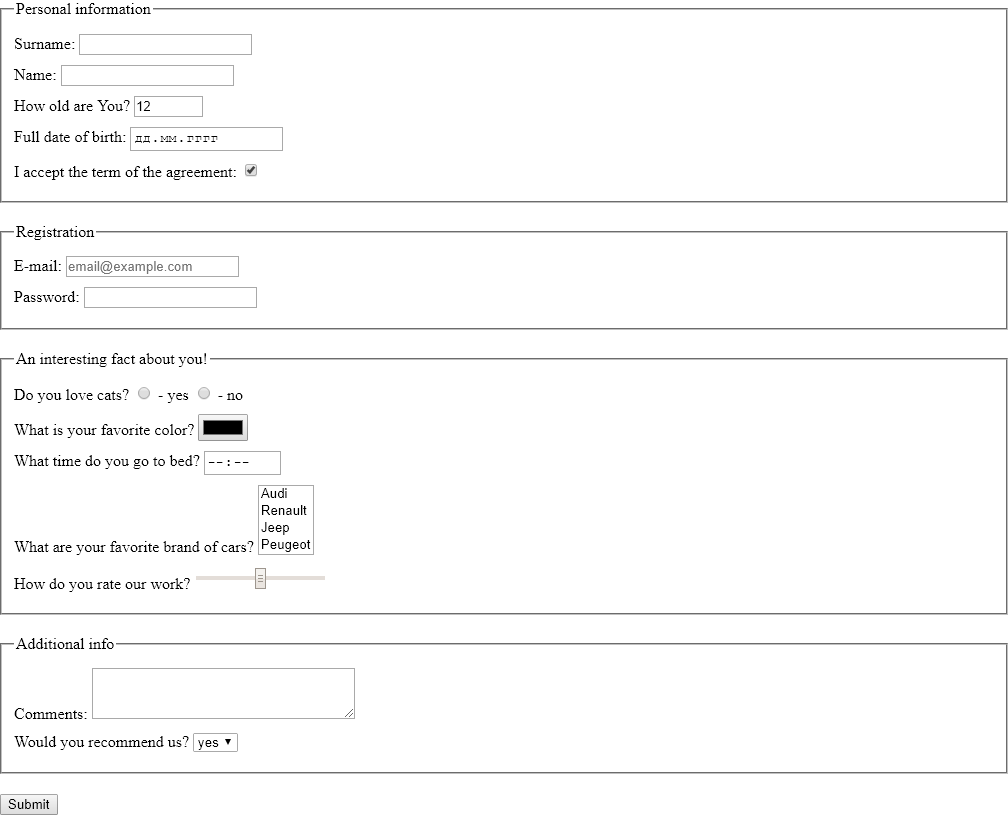 Personal information
Surname:
Name:
How old are You? 12
Full date of birth: дд.мм.гггг
I accept the term of the agreement:
Registration
E-mail: email@example.com
Password:
An interesting fact about you!
Do you love cats? - yes - no
What is your favorite color?
What time do you go to bed? --:--
Audi
Renault
Jeep
What are your favorite brand of cars? Peugeot
How do you rate our work?
Additional info
Comments:
Would you recommend us? yes
Submit